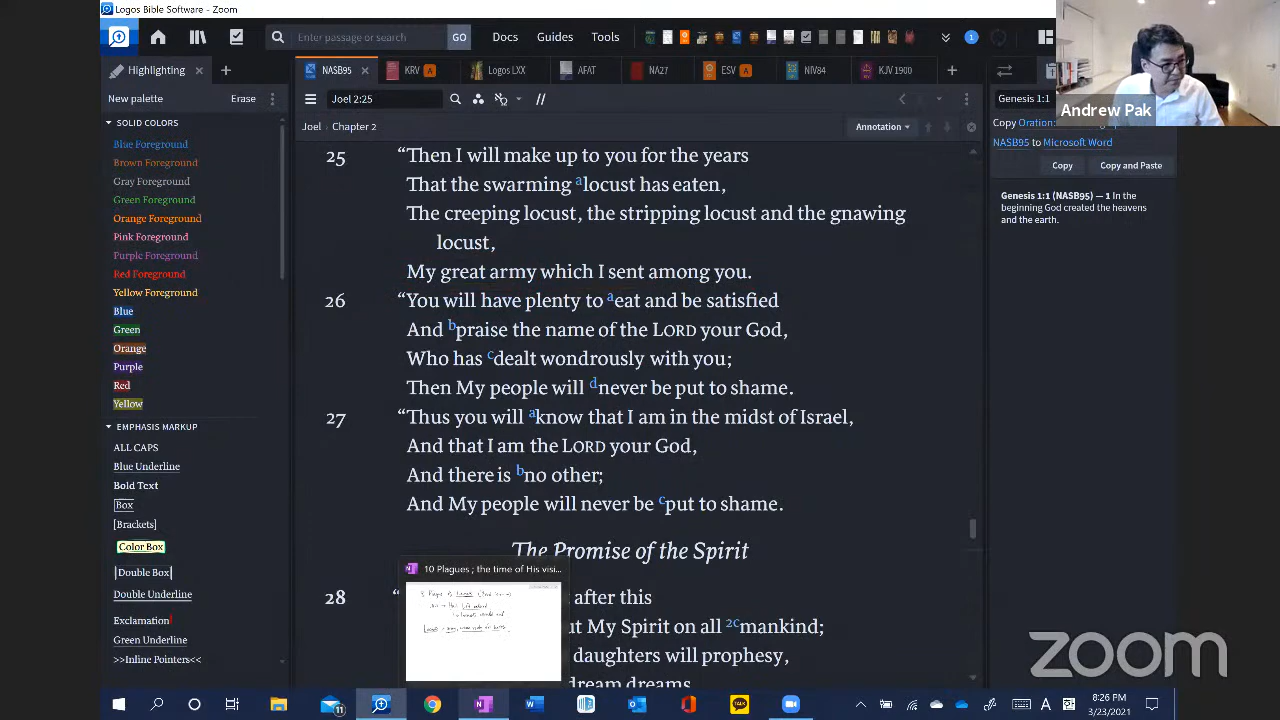 Logos Bible Software - Zoom
Enter passage or search
GO
Docs
Guides
Tools
1
Highlighting
NASB95
KRV A
Logos LXX
AFAT
NA27
ESV A
NIV84
KJV 1900
Andrew Pak
New palette
Erase
Joel 2:25
Genesis 1:1
SOLID COLORS
Joel
Chapter 2
Annotation
Copy Oration:
NASB95 to Microsoft Word
Copy
Copy and Paste
Genesis 1:1 (NASB95) — 1 In the
beginning God created the heavens
and the earth.
Blue Foreground
Brown Foreground
Gray Foreground
Green Foreground
Orange Foreground
Pink Foreground
Purple Foreground
Red Foreground
Yellow Foreground
Blue
Green
Orange
Purple
Red
Yellow
EMPHASIS MARKUP
ALL CAPS
Blue Underline
Bold Text
Box
[Brackets]
Color Box
|Double Box|
Double Underline
Exclamation!
Green Underline
>>Inline Pointers<<
25 “Then I will make up to you for the years
That the swarming a locust has eaten,
The creeping locust, the stripping locust and the gnawing
locust,
My great army which I sent among you.
26 “You will have plenty to a eat and be satisfied
And b praise the name of the LORD your God,
Who has c dealt wondrously with you;
Then My people will d never be put to shame.
27 “Thus you will a know that I am in the midst of Israel,
And that I am the LORD your God,
And there is b no other;
And My people will never be c put to shame.
The Promise of the Spirit
10 Plagues ; the time of His visi...
28 “ after this
ut My Spirit on all 2c mankind;
daughters will prophesy,
dream dreams
zoom
11
TALK
A
8:26 PM
3/23/2021